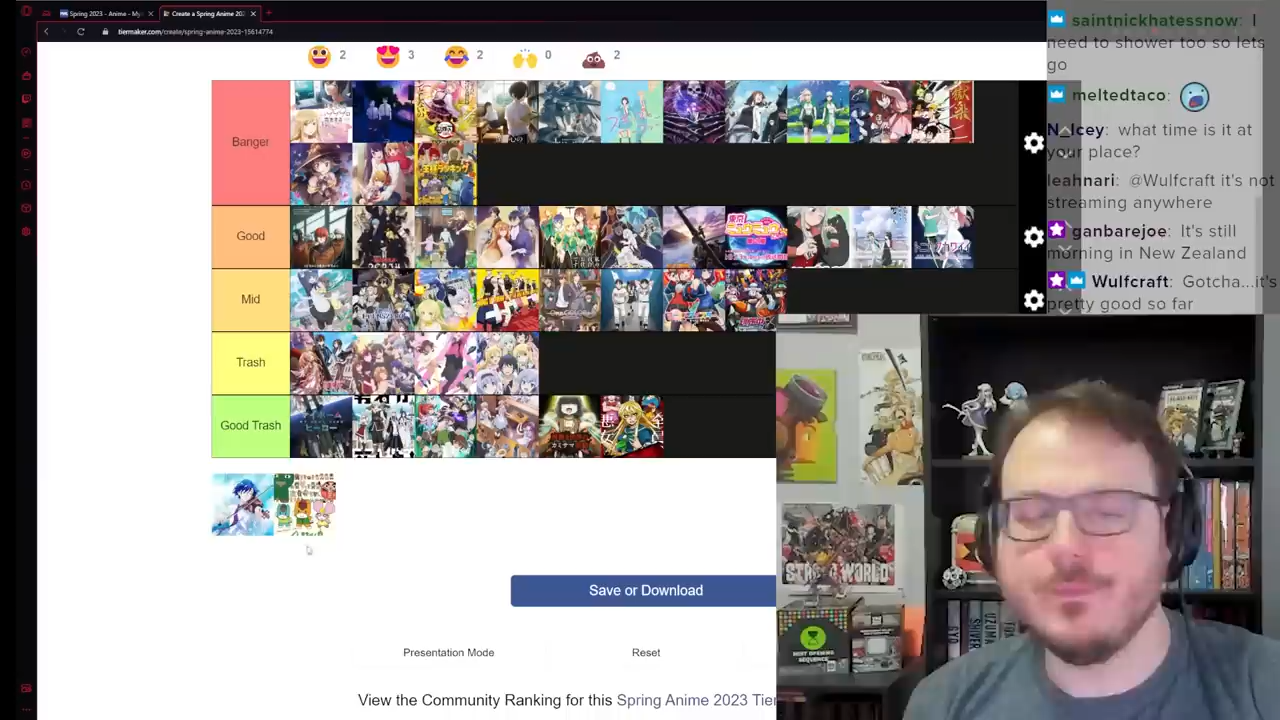 Spring 2023 - Anime - My
Create a Spring Anime 202
tiermaker.com/create/spring-anime-2023-15614774
2
3
2
0
2
Banger
Good
Mid
Trash
Good Trash
Save or Download
Presentation Mode
Reset
View the Community Ranking for this Spring Anime 2023 Tier
saintnickhatessnow: I
need to shower too so lets
go
meltedtaco:
N_Icey: what time is it at
your place?
leahnari: @Wulfcraft it's not
streaming anywhere
ganbarejoe: It's still
morning in New Zealand
Wulfcraft: Gotcha...it's
pretty good so far
BEST OPENING
SEQUENCE